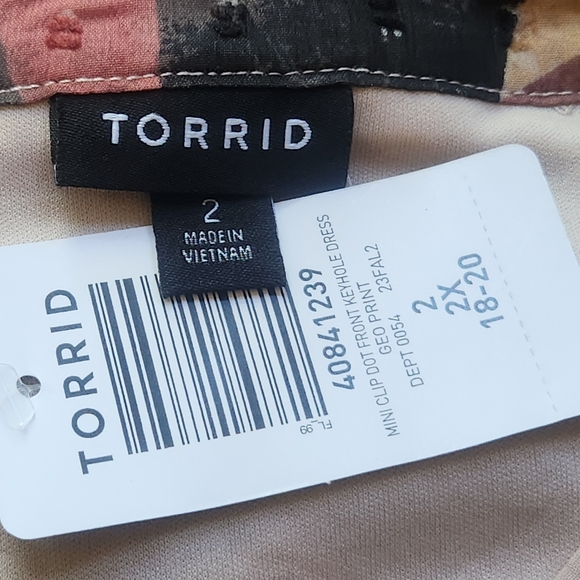 TORRID
2
MADE IN
VIETNAM
TORRID
FL_99
40841239
MINI CLIP DOT FRONT KEYHOLE DRESS
GEO PRINT
DEPT 0054 23FAL2
2
2X
18-20